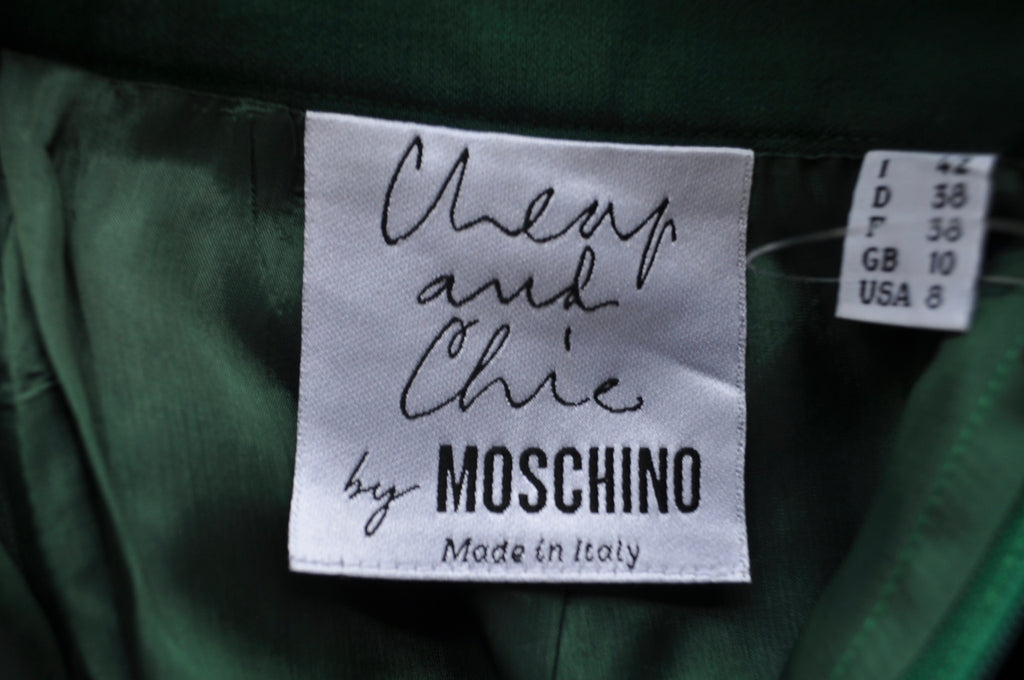 Cheap
and
Chic
by MOSCHINO
Made in Italy
I 42
D 38
F 38
GB 10
USA 8